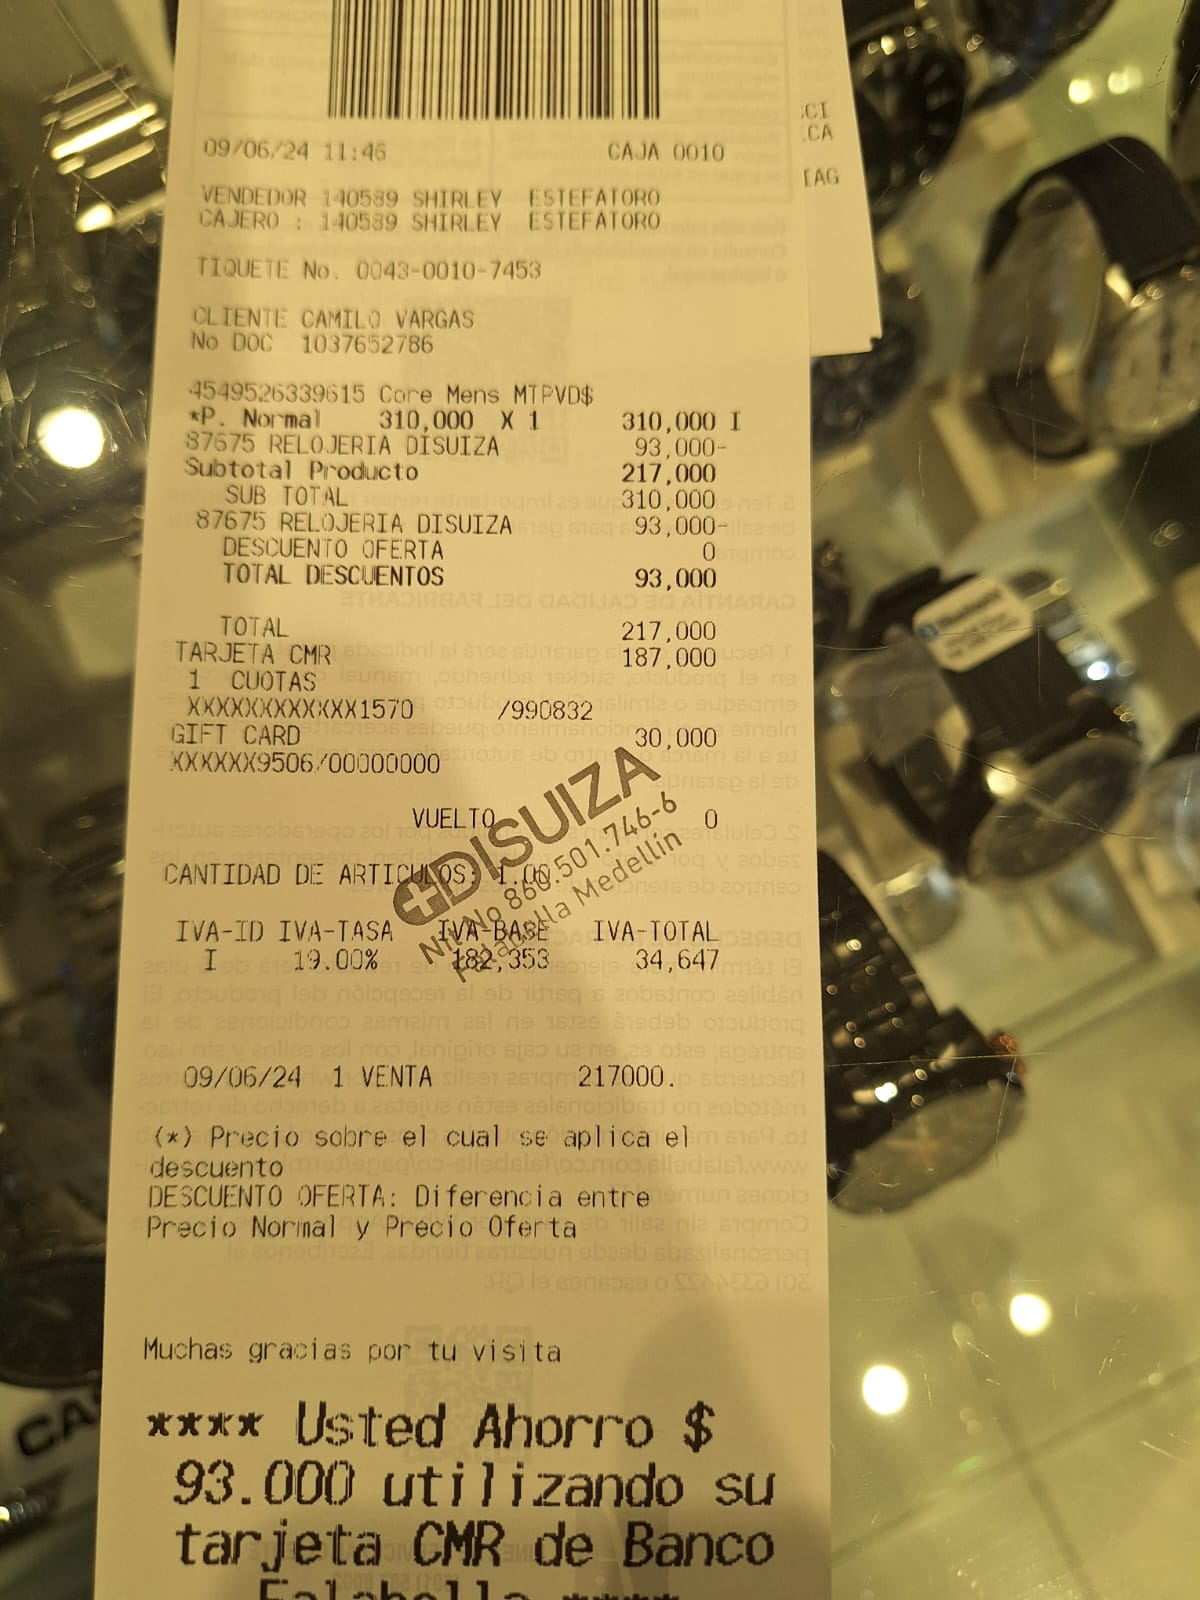 09/06/24 11:46 CAJA 0010
VENDEDOR 140589 SHIRLEY ESTEFATORO
CAJERO : 140589 SHIRLEY ESTEFATORO
TIQUETE No. 0043-0010-7453
CLIENTE CAMILO VARGAS
No DOC 1037652786
4549526339615 Core Mens MTPVD$
*P. Normal 310,000 X 1 310,000 I
87675 RELOJERIA DISUIZA 93,000-
Subtotal Producto 217,000
SUB TOTAL 310,000
87675 RELOJERIA DISUIZA 93,000-
DESCUENTO OFERTA 0
TOTAL DESCUENTOS 93,000
TOTAL 217,000
TARJETA CMR 187,000
1 CUOTAS
XXXXXXXXXXXX1570 /990832
GIFT CARD 30,000
XXXXXX9506/00000000
VUELTO 0
CANTIDAD DE ARTICULOS: 1.00
DISUIZA
Nit No 860.501.746-6
Falabella Medellín
IVA-ID IVA-TASA IVA-BASE IVA-TOTAL
I 19.00% 182,353 34,647
09/06/24 1 VENTA 217000.
(*) Precio sobre el cual se aplica el
descuento
DESCUENTO OFERTA: Diferencia entre
Precio Normal y Precio Oferta
Muchas gracias por tu visita
**** Usted Ahorro $
93.000 utilizando su
tarjeta CMR de Banco
Falabella ****